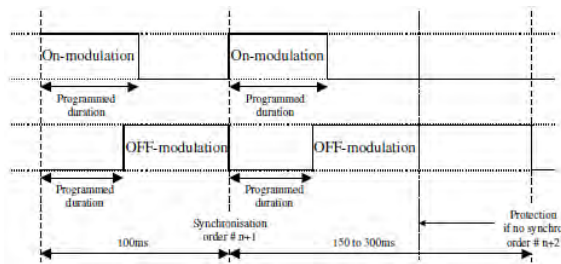 On-modulation
On-modulation
Programmed
duration
Programmed
duration
OFF-modulation
OFF-modulation
Programmed
duration
Programmed
duration
Synchronisation
order # n+1
Protection
if no synchro
order # n+2
100ms
150 to 300ms